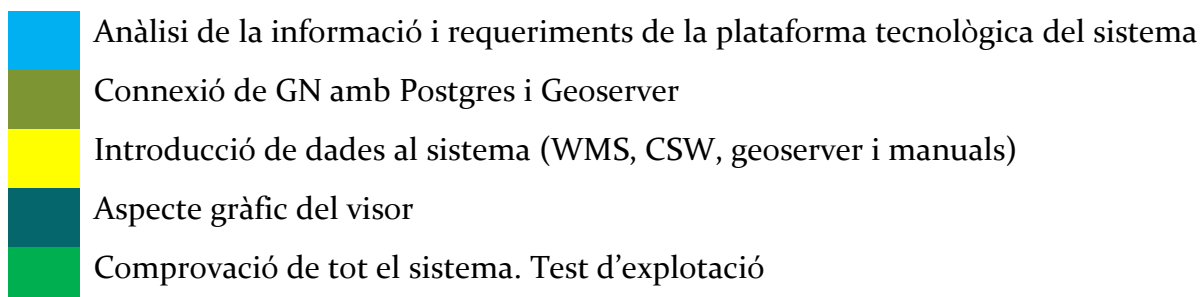 Anàlisi de la informació i requeriments de la plataforma tecnològica del sistema
Connexió de GN amb Postgres i Geoserver
Introducció de dades al sistema (WMS, CSW, geoserver i manuals)
Aspecte gràfic del visor
Comprovació de tot el sistema. Test d’explotació